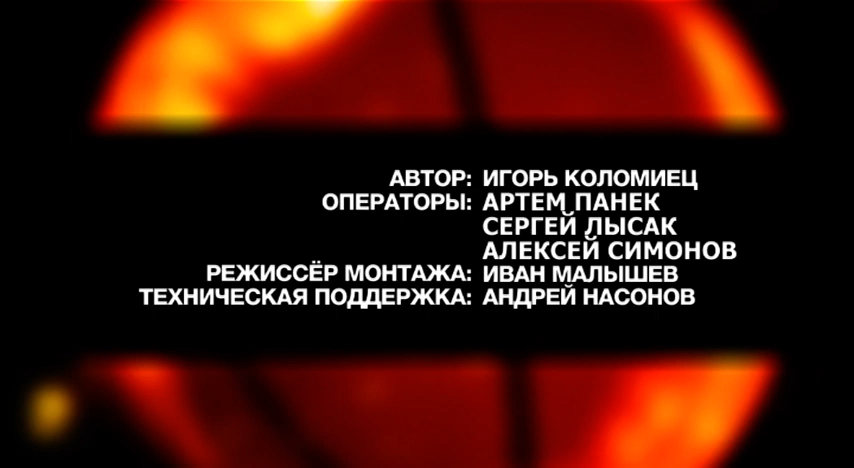 АВТОР: ИГОРЬ КОЛОМИЕЦ
ОПЕРАТОРЫ: АРТЕМ ПАНЕК
СЕРГЕЙ ЛЫСАК
АЛЕКСЕЙ СИМОНОВ
РЕЖИССЁР МОНТАЖА: ИВАН МАЛЫШЕВ
ТЕХНИЧЕСКАЯ ПОДДЕРЖКА: АНДРЕЙ НАСОНОВ